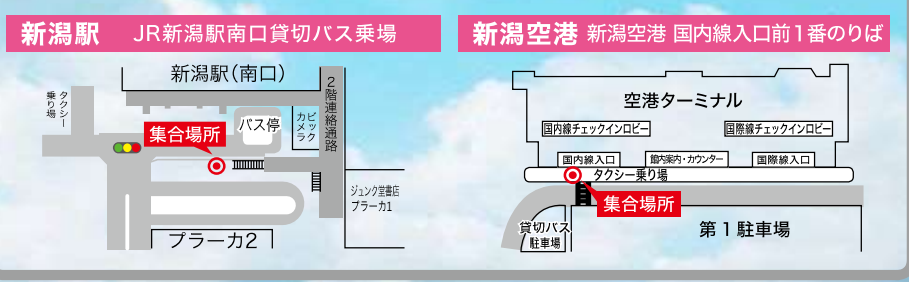 新潟駅 JR新潟駅南口貸切バス乗場
新潟駅(南口)
タクシー
乗り場
2階連絡通路
バス停
ビック
カメラ
集合場所
ジュンク堂書店
プラーカ1
プラーカ2
新潟空港 新潟空港 国内線入口前1番のりば
空港ターミナル
国内線チェックインロビー
国際線チェックインロビー
国内線入口
館内案内・カウンター
国際線入口
タクシー乗り場
集合場所
貸切バス
駐車場
第1駐車場